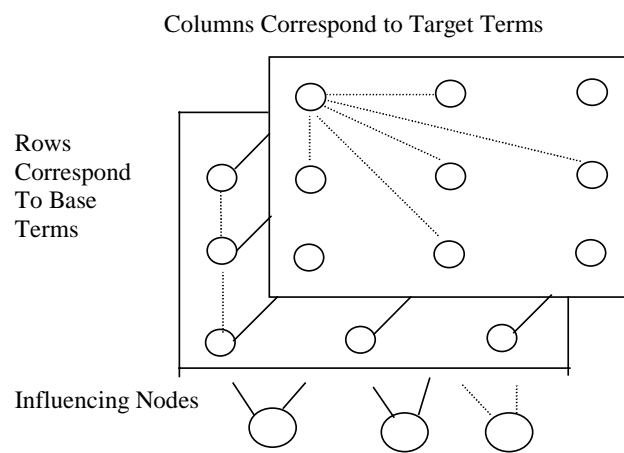 Columns Correspond to Target Terms
Rows
Correspond
To Base
Terms
Influencing Nodes